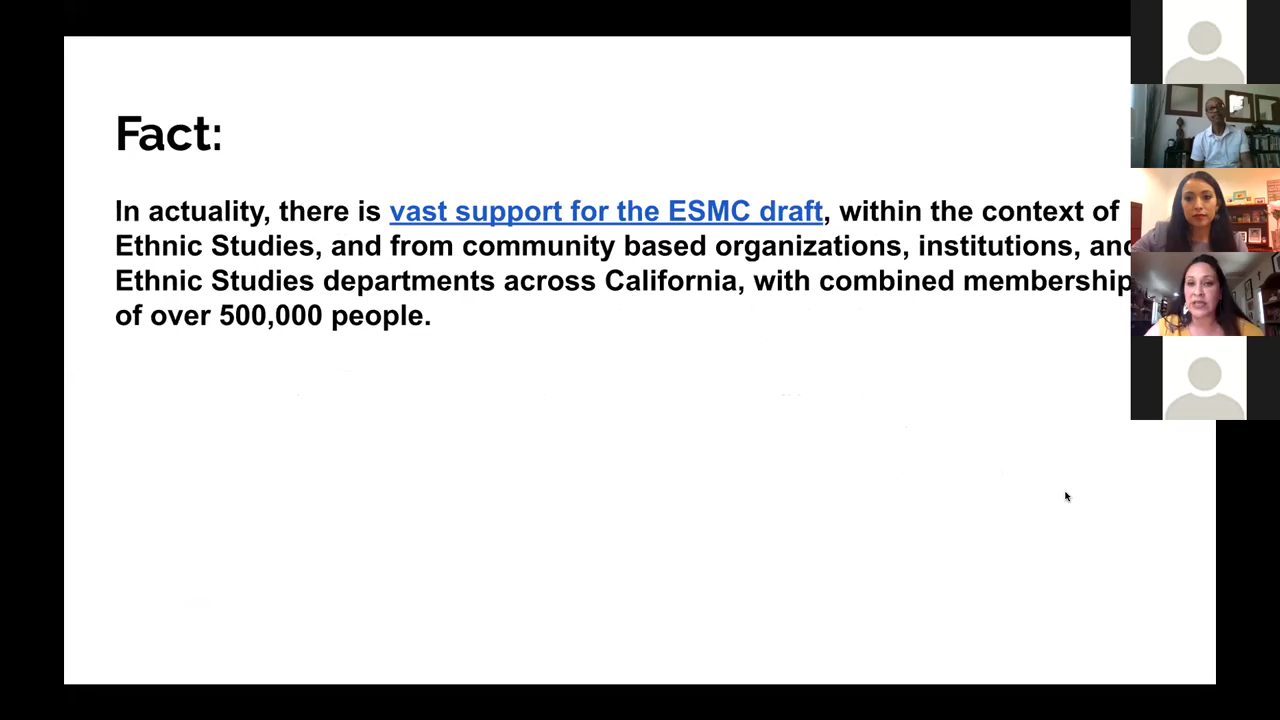 Fact:
In actuality, there is vast support for the ESMC draft, within the context of
Ethnic Studies, and from community based organizations, institutions, and
Ethnic Studies departments across California, with combined membership
of over 500,000 people.